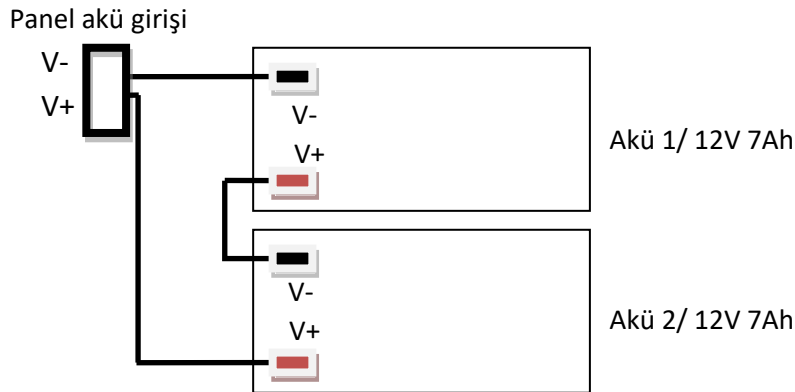 Panel akü girişi
V-
V+
V-
V+
Akü 1/ 12V 7Ah
V-
V+
Akü 2/ 12V 7Ah